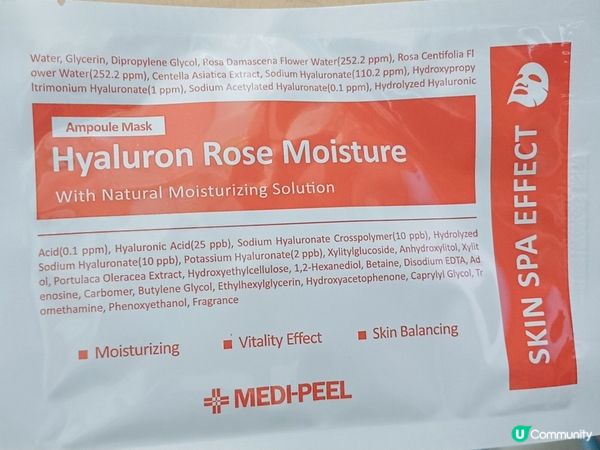 Water, Glycerin, Dipropylene Glycol, Rosa Damascena Flower Water(252.2 ppm), Rosa Centifolia Fl
ower Water(252.2 ppm), Centella Asiatica Extract, Sodium Hyaluronate(110.2 ppm), Hydroxypropy
ltrimonium Hyaluronate(1 ppm), Sodium Acetylated Hyaluronate(0.1 ppm), Hydrolyzed Hyaluronic
Ampoule Mask
Hyaluron Rose Moisture
With Natural Moisturizing Solution
Acid(0.1 ppm), Hyaluronic Acid(25 ppb), Sodium Hyaluronate Crosspolymer(10 ppb), Hydrolyzed
Sodium Hyaluronate(10 ppb), Potassium Hyaluronate(2 ppb), Xylitylglucoside, Anhydroxylitol, Xylit
ol, Portulaca Oleracea Extract, Hydroxyethylcellulose, 1,2-Hexanediol, Betaine, Disodium EDTA, Ad
enosine, Carbomer, Butylene Glycol, Ethylhexylglycerin, Hydroxyacetophenone, Caprylyl Glycol, Tr
omethamine, Phenoxyethanol, Fragrance
Moisturizing
Vitality Effect
Skin Balancing
MEDI-PEEL
SKIN SPA EFFECT
U Community